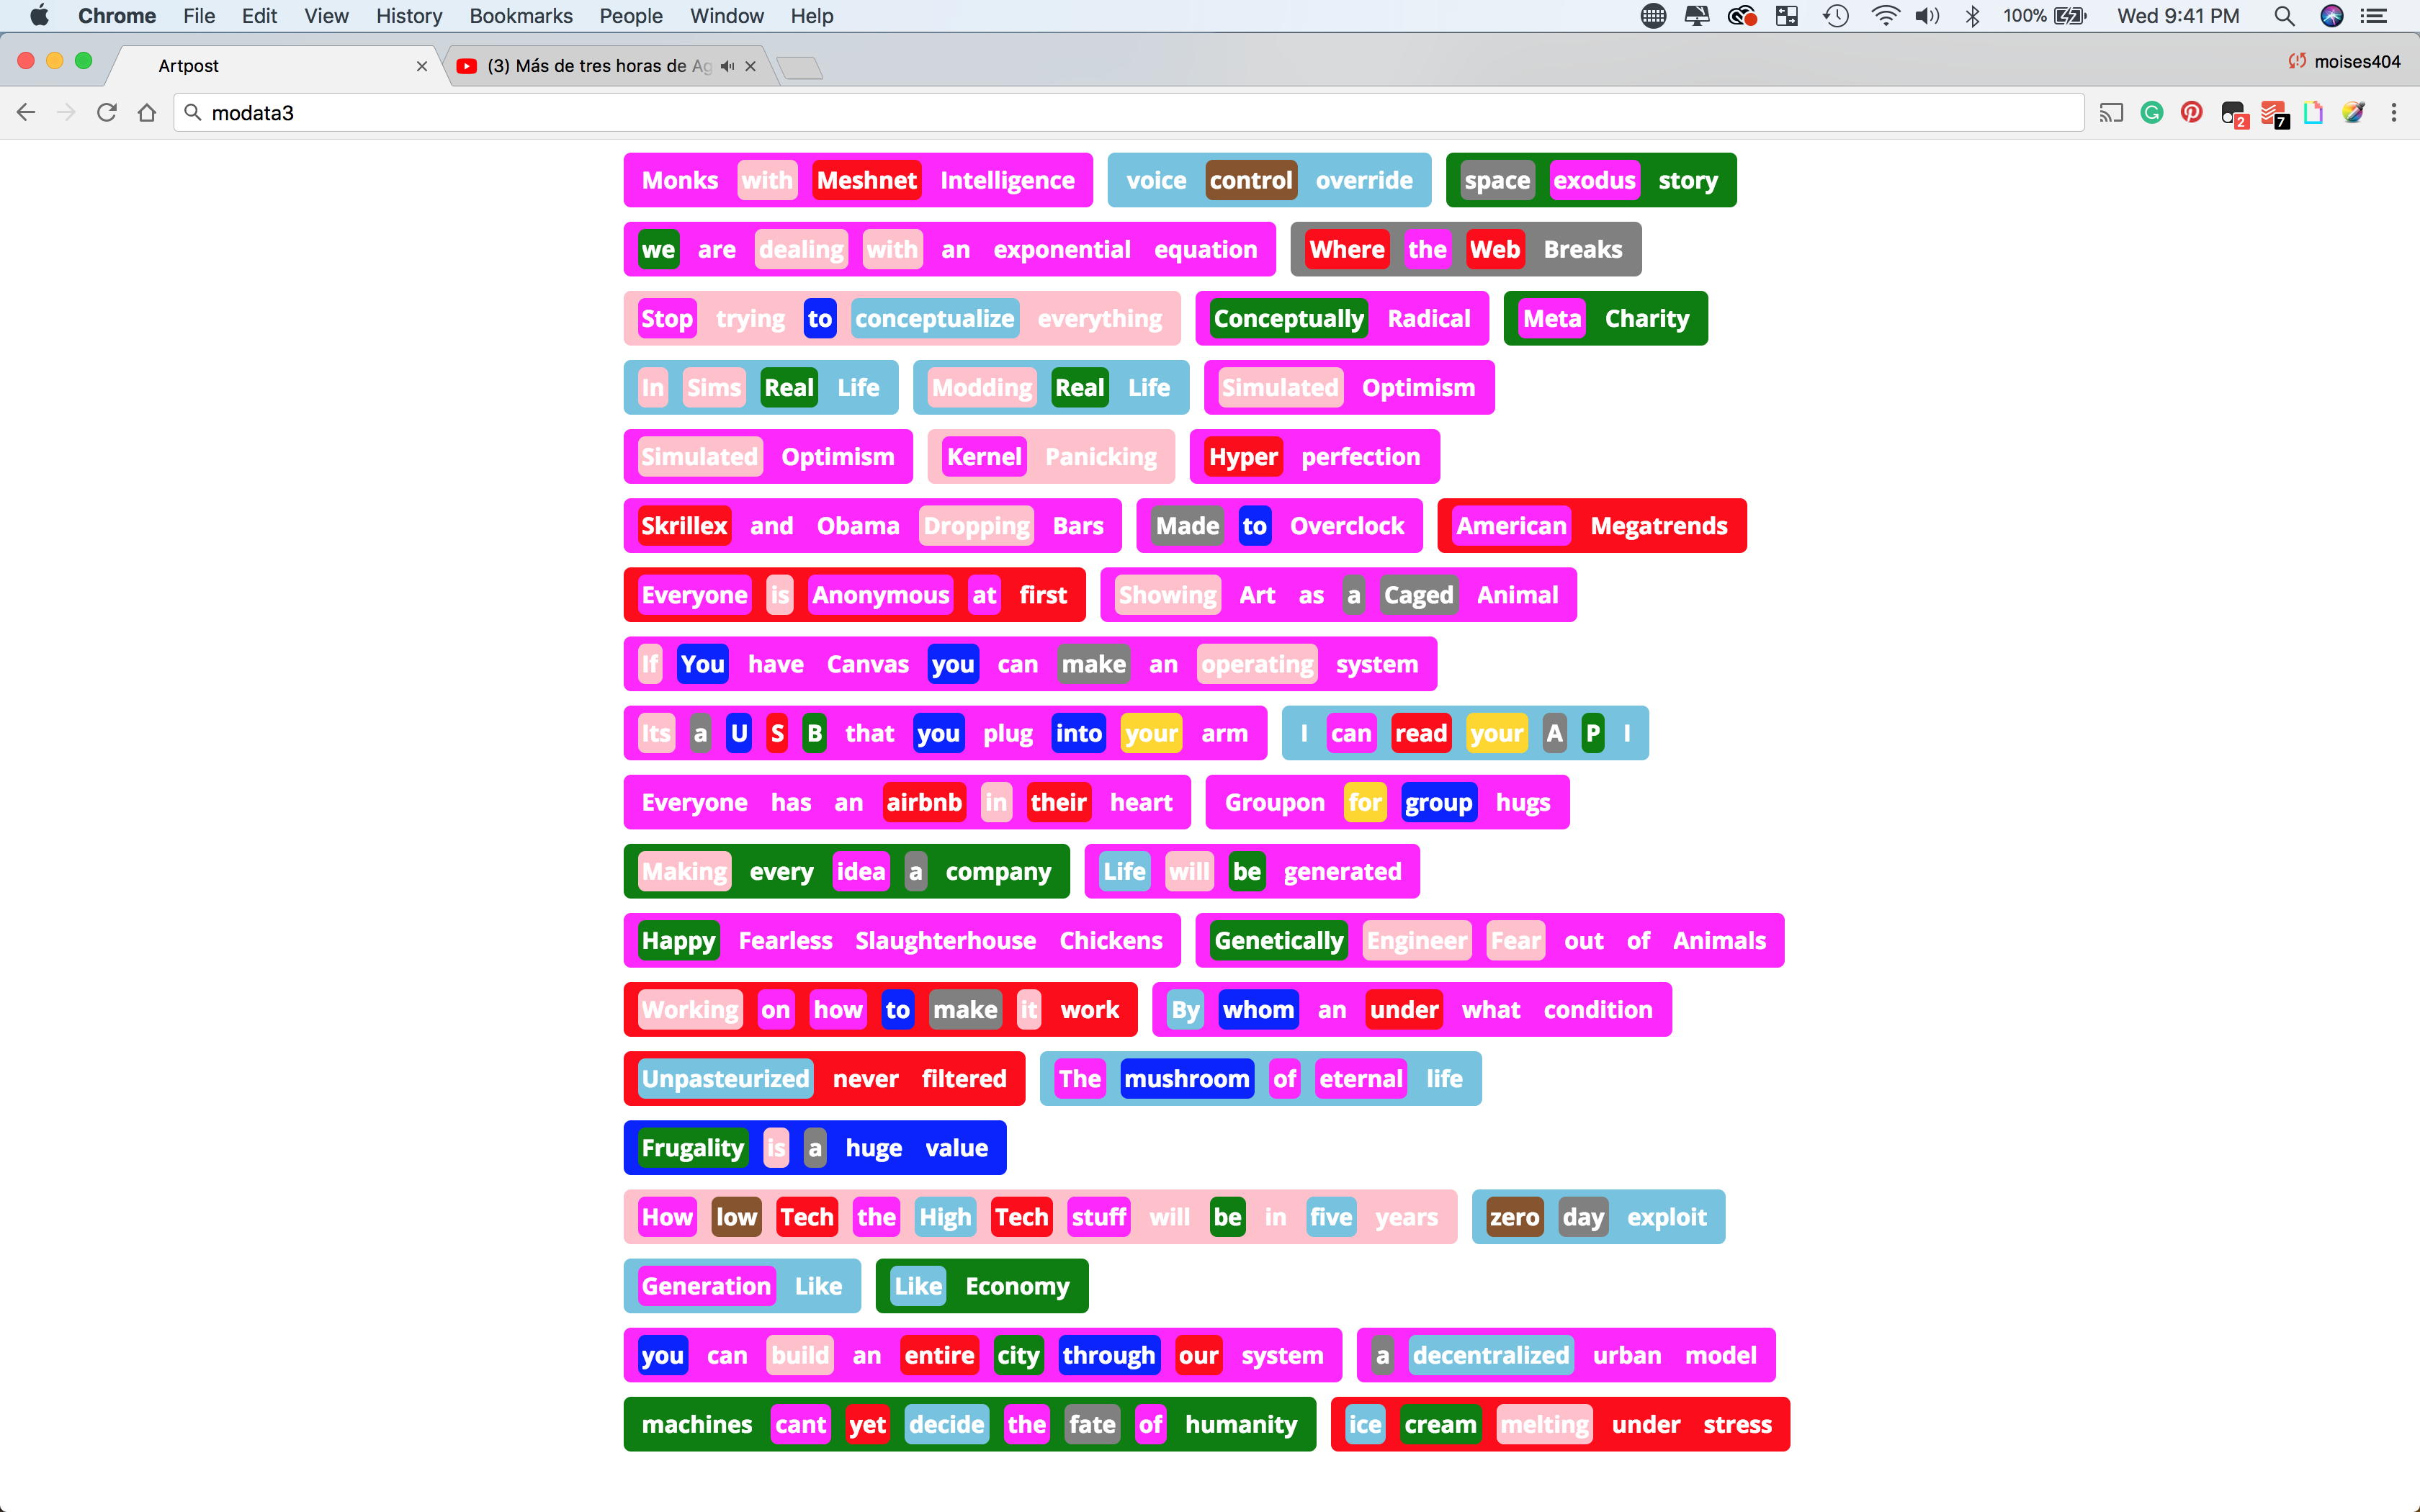 Chrome File Edit View History Bookmarks People Window Help 100% Wed 9:41 PM
Artpost (3) Más de tres horas de Ag moises404
modata3 2 7
Monks with Meshnet Intelligence voice control override space exodus story
we are dealing with an exponential equation Where the Web Breaks
Stop trying to conceptualize everything Conceptually Radical Meta Charity
In Sims Real Life Modding Real Life Simulated Optimism
Simulated Optimism Kernel Panicking Hyper perfection
Skrillex and Obama Dropping Bars Made to Overclock American Megatrends
Everyone is Anonymous at first Showing Art as a Caged Animal
If You have Canvas you can make an operating system
Its a U S B that you plug into your arm I can read your A P I
Everyone has an airbnb in their heart Groupon for group hugs
Making every idea a company Life will be generated
Happy Fearless Slaughterhouse Chickens Genetically Engineer Fear out of Animals
Working on how to make it work By whom an under what condition
Unpasteurized never filtered The mushroom of eternal life
Frugality is a huge value
How low Tech the High Tech stuff will be in five years zero day exploit
Generation Like Like Economy
you can build an entire city through our system a decentralized urban model
machines cant yet decide the fate of humanity ice cream melting under stress